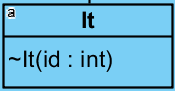 a
It
~It(id : int)